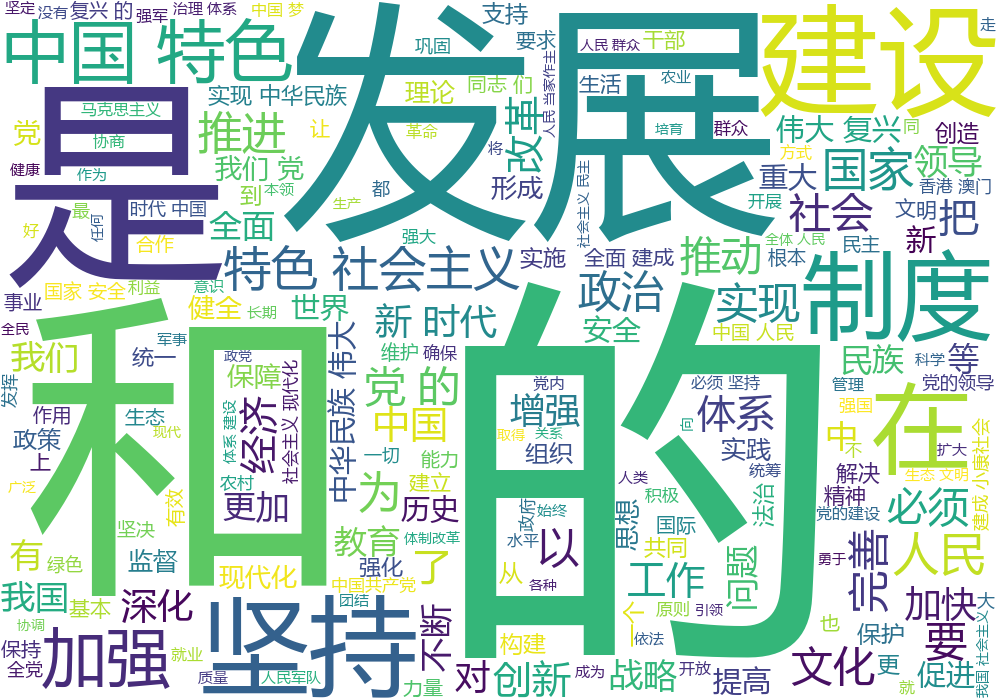 坚定
没有
复兴 的
强军
治理 体系
中国 梦
支持
走
中国 特色
发展
建设
巩固
要求
人民 群众
干部
实现 中华民族
理论
同志 们
生活
农业
马克思主义
是
党
协商
推进
让
革命
改革
人民 当家作主
培育
群众
伟大 复兴
同
创造
健康
作为
我们 党
到
本领
都
将
形成
方式
国家
领导
重大
香港 澳门
时代 中国
最
任何
好
合作
全面
生产
强大
社会主义 民主
开展
社会
文明
把
新
全体 人民
民主
特色 社会主义
实施
全面 建成
推动
根本
事业
国家 安全
利益
意识
健全
长期
世界
新 时代
政治
实现
制度
安全
中国 人民
全民
军事
我们
统一
政党
中华民族 伟大
维护
确保
民族
等
科学
发挥
和
的
保障
党 的
党内
必须 坚持
管理
党的领导
在
作用
生态
体系 建设
经济
社会主义 现代化
中国
增强
向
体系
强国
政策
现代
取得
关系
中
不
扩大
上
一切
组织
实践
建成 小康社会
农村
能力
人类
统筹
解决
生态 文明
广泛
有效
更加
为
建立
历史
积极
法治
精神
必须
坚决
政府
始终
思想
国际
党的建设
有
监督
教育
体制改革
了
水平
以
共同
问题
勇于
完善
人民
绿色
现代化
强化
中国共产党
从
各种
工作
我国
基本
深化
坚持
团结
不断
个
原则
引领
加快
大
协调
加强
构建
依法
也
保护
要
我国 社会主义
保持
就业
对
创新
成为
战略
开放
提高
文化
更
促进
全党
质量
人民军队
力量
就